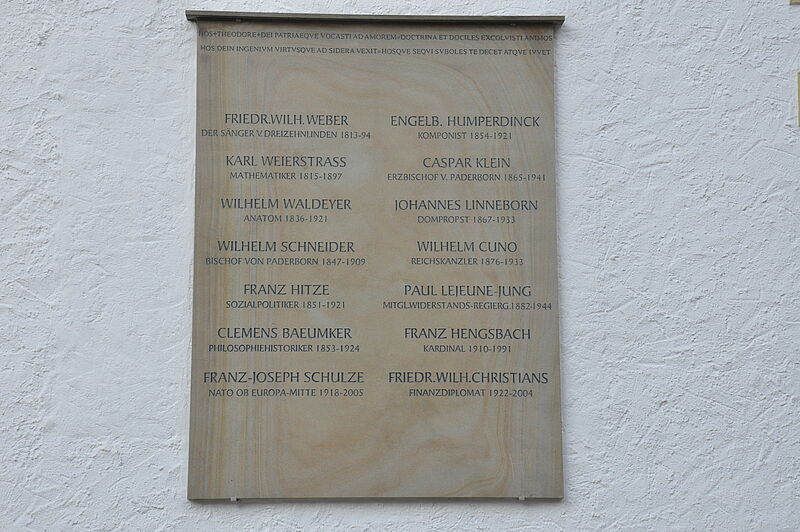 HOS+THEODORE+DEI PATRIAEQVE VOCASTI AD AMOREM=DOCTRINA ET DOCILES EXCOLVISTI ANIMOS
HOS DEIN INGENIVM VIRTVSQVE AD SIDERA VEXIT=HOSQVE SEQVI SVBOLES TE DECET ATQVE IVVET
FRIEDR.WILH.WEBER
DER SÄNGER V.DREIZEHNLINDEN 1813-94
KARL WEIERSTRASS
MATHEMATIKER 1815-1897
WILHELM WALDEYER
ANATOM 1836-1921
WILHELM SCHNEIDER
BISCHOF VON PADERBORN 1847-1909
FRANZ HITZE
SOZIALPOLITIKER 1851-1921
CLEMENS BAEUMKER
PHILOSOPHIEHISTORIKER 1853-1924
FRANZ-JOSEPH SCHULZE
NATO OB EUROPA-MITTE 1918-2005
ENGELB. HUMPERDINCK
KOMPONIST 1854-1921
CASPAR KLEIN
ERZBISCHOF V. PADERBORN 1865-1941
JOHANNES LINNEBORN
DOMPROPST 1867-1933
WILHELM CUNO
REICHSKANZLER 1876-1933
PAUL LEJEUNE-JUNG
MITGL.WIDERSTANDS-REGIERG.1882-1944
FRANZ HENGSBACH
KARDINAL 1910-1991
FRIEDR.WILH.CHRISTIANS
FINANZDIPLOMAT 1922-2004